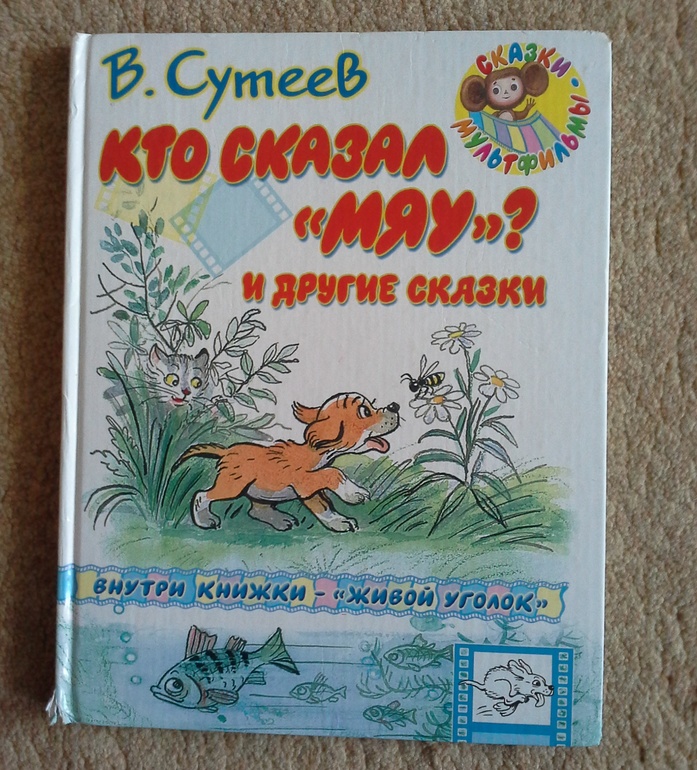 В. Сутеев
СКАЗКИ •
МУЛЬТФИЛЬМЫ
КТО СКАЗАЛ
«МЯУ»?
И ДРУГИЕ СКАЗКИ
ВНУТРИ КНИЖКИ - «ЖИВОЙ УГОЛОК»